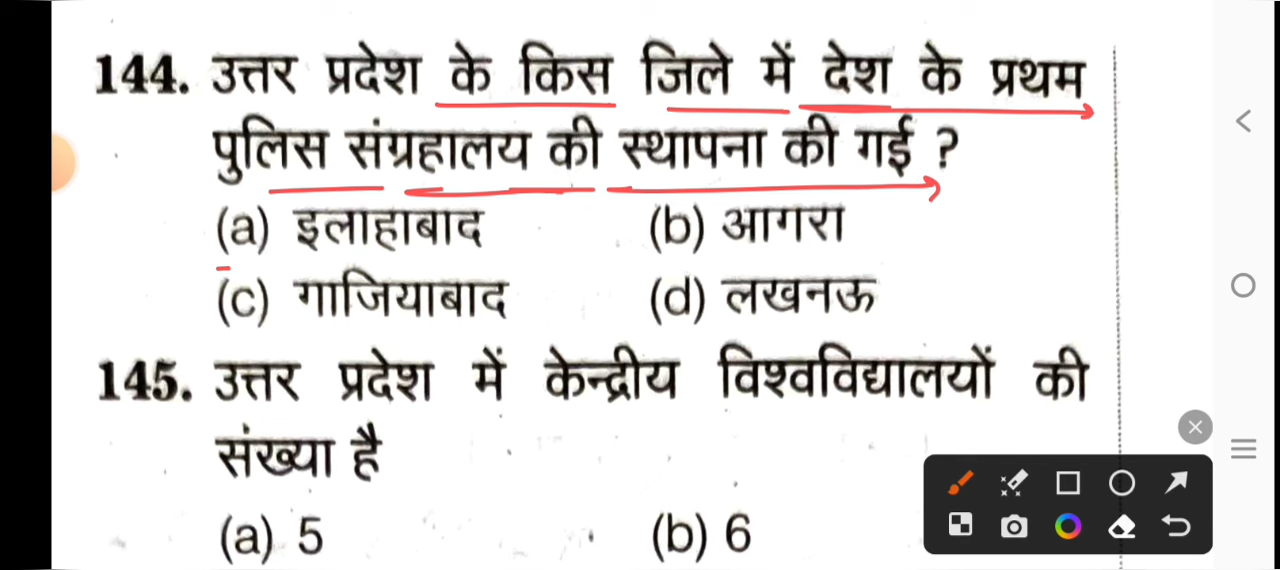 144. उत्तर प्रदेश के किस जिले में देश के प्रथम
पुलिस संग्रहालय की स्थापना की गई ?
(a) इलाहाबाद (b) आगरा
(c) गाजियाबाद (d) लखनऊ
145. उत्तर प्रदेश में केन्द्रीय विश्वविद्यालयों की
संख्या है
(a) 5 (b) 6